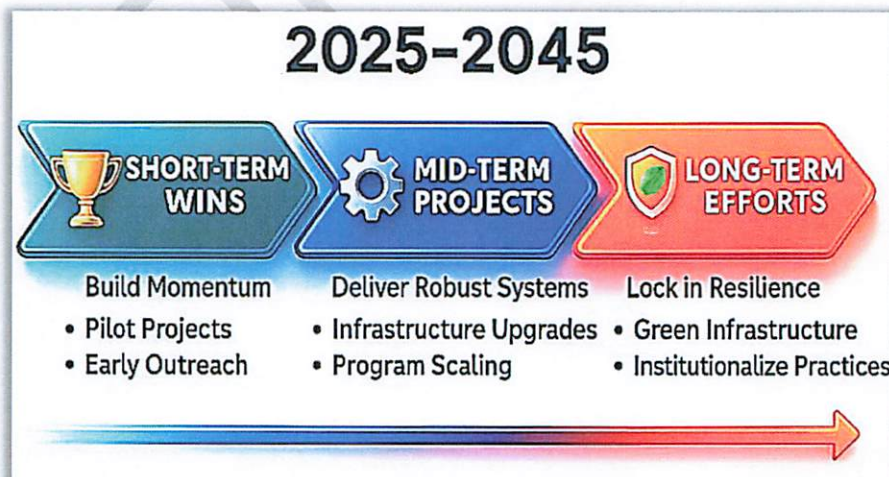 2025-2045
SHORT-TERM WINS
MID-TERM PROJECTS
LONG-TERM EFFORTS
Build Momentum
• Pilot Projects
• Early Outreach
Deliver Robust Systems
• Infrastructure Upgrades
• Program Scaling
Lock in Resilience
• Green Infrastructure
• Institutionalize Practices